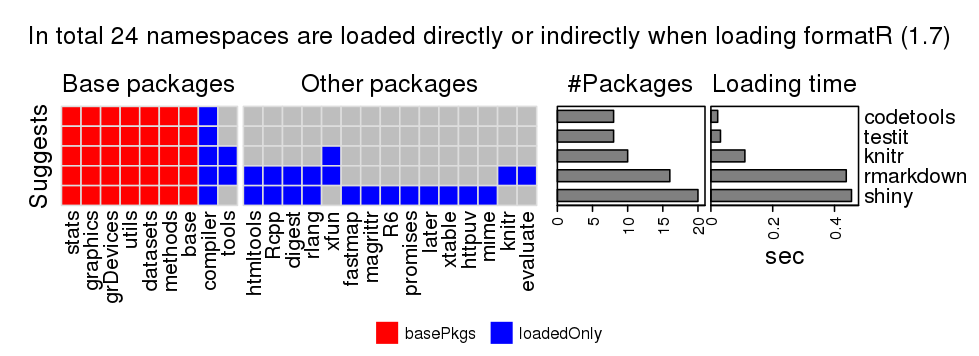 In total 24 namespaces are loaded directly or indirectly when loading formatR (1.7)
Base packages
Other packages
#Packages
Loading time
Suggests
codetools
testit
knitr
rmarkdown
shiny
stats
graphics
grDevices
utils
datasets
methods
base
compiler
tools
htmltools
Rcpp
digest
rlang
xfun
fastmap
magrittr
R6
promises
later
xtable
httpuv
mime
knitr
evaluate
0
5
10
15
20
0
0.2
0.4
sec
basePkgs
loadedOnly